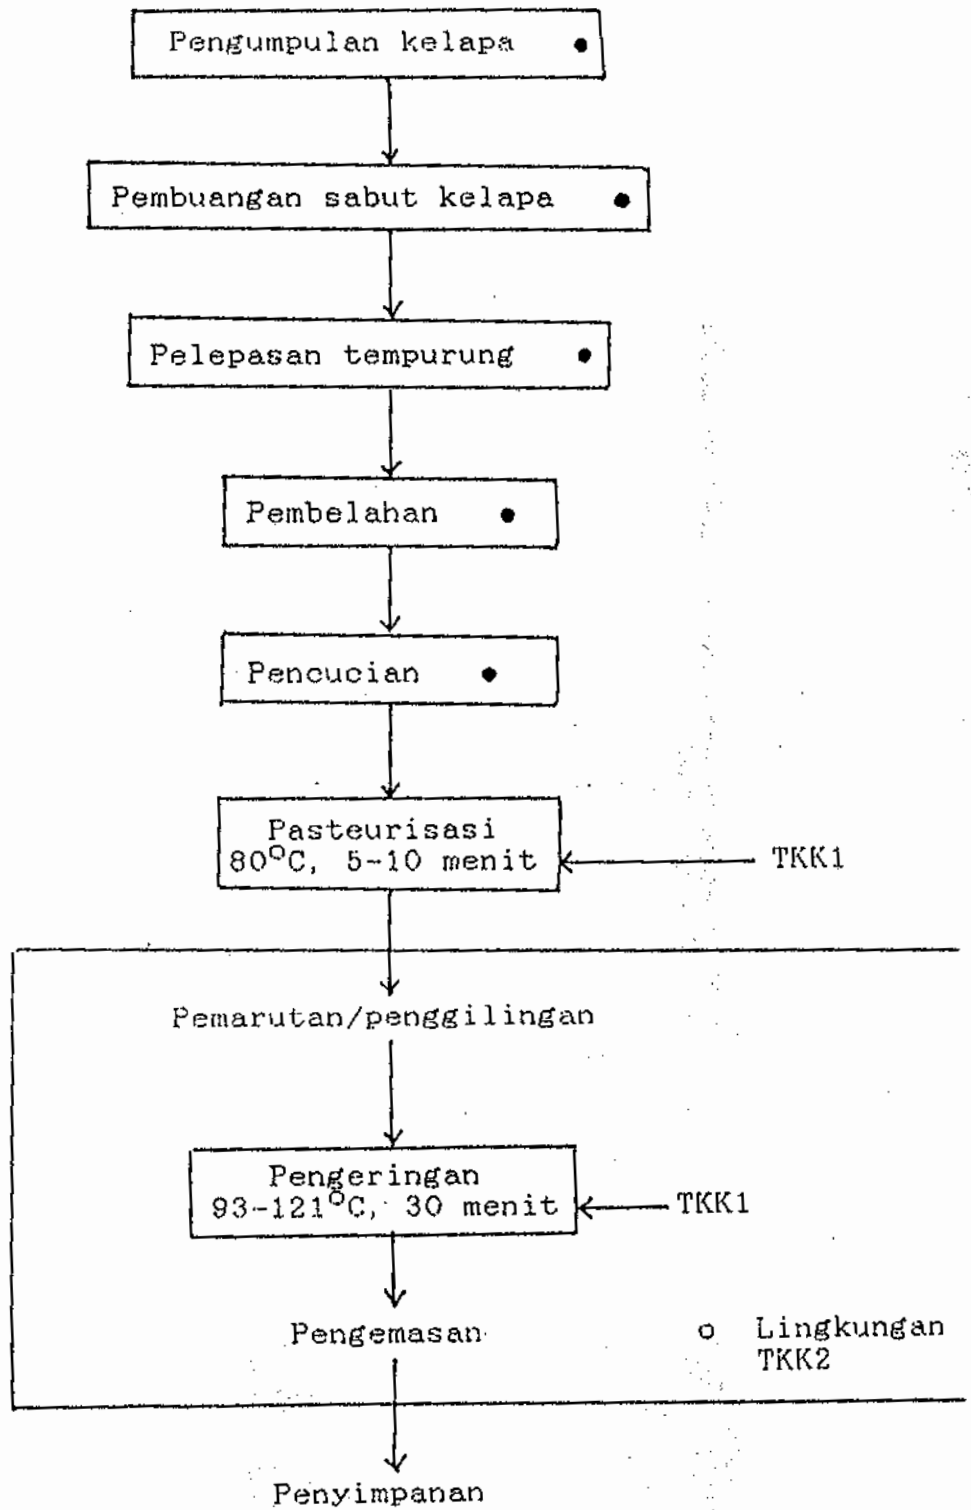 Pengumpulan kelapa ●
Pembuangan sabut kelapa ●
Pelepasan tempurung ●
Pembelahan ●
Pencucian ●
Pasteurisasi
80°C, 5-10 menit
TKK1
Pemarutan/penggilingan
Pengeringan
93-121°C, 30 menit
TKK1
Pengemasan
o Lingkungan
TKK2
Penyimpanan